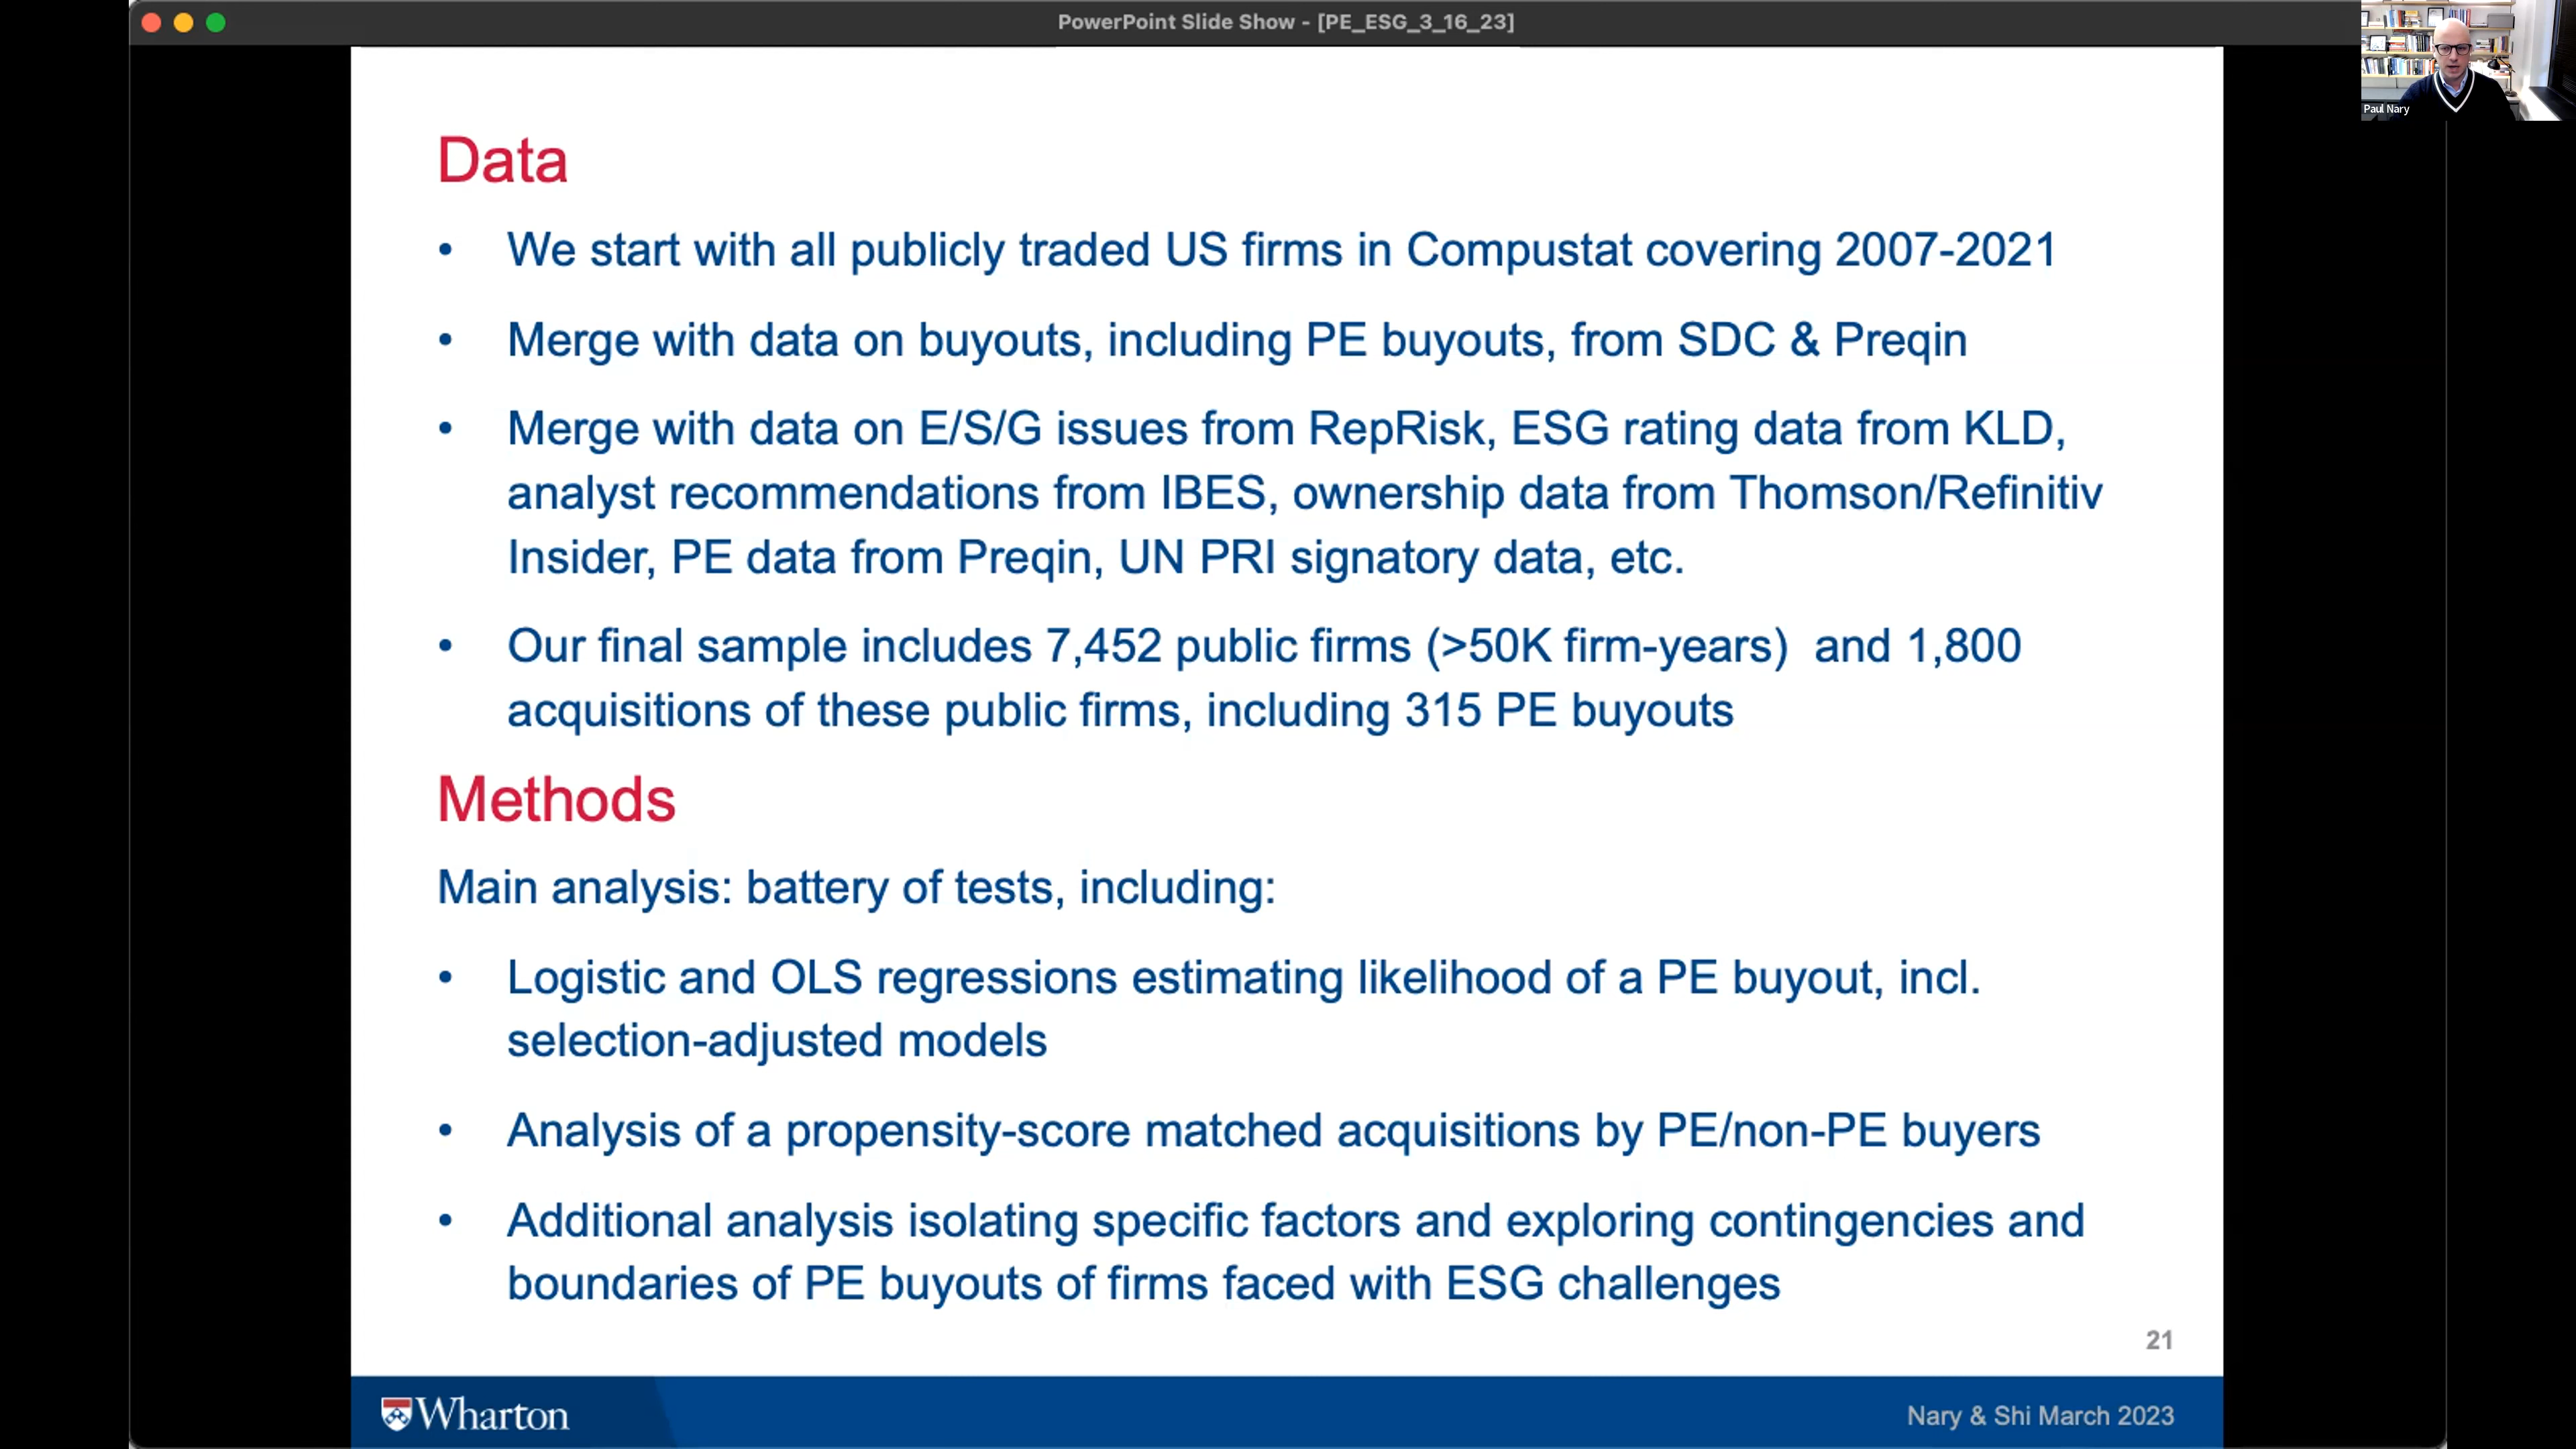 PowerPoint Slide Show - [PE_ESG_3_16_23]
Paul Nary
Data
• We start with all publicly traded US firms in Compustat covering 2007-2021
• Merge with data on buyouts, including PE buyouts, from SDC & Preqin
• Merge with data on E/S/G issues from RepRisk, ESG rating data from KLD,
analyst recommendations from IBES, ownership data from Thomson/Refinitiv
Insider, PE data from Preqin, UN PRI signatory data, etc.
• Our final sample includes 7,452 public firms (>50K firm-years)  and 1,800
acquisitions of these public firms, including 315 PE buyouts
Methods
Main analysis: battery of tests, including:
• Logistic and OLS regressions estimating likelihood of a PE buyout, incl.
selection-adjusted models
• Analysis of a propensity-score matched acquisitions by PE/non-PE buyers
• Additional analysis isolating specific factors and exploring contingencies and
boundaries of PE buyouts of firms faced with ESG challenges
21
Wharton
Nary & Shi March 2023